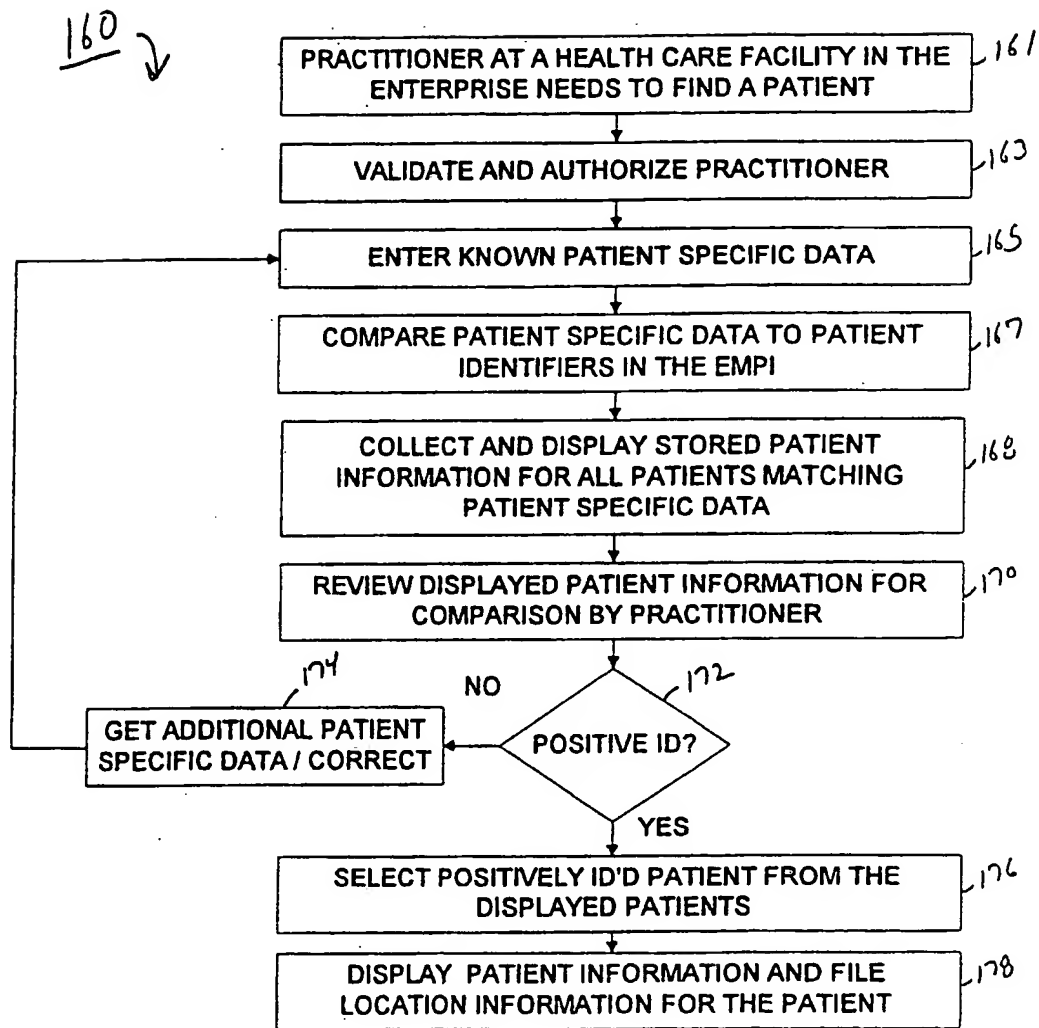 160
PRACTITIONER AT A HEALTH CARE FACILITY IN THE
ENTERPRISE NEEDS TO FIND A PATIENT
161
VALIDATE AND AUTHORIZE PRACTITIONER
163
ENTER KNOWN PATIENT SPECIFIC DATA
165
COMPARE PATIENT SPECIFIC DATA TO PATIENT
IDENTIFIERS IN THE EMPI
167
COLLECT AND DISPLAY STORED PATIENT
INFORMATION FOR ALL PATIENTS MATCHING
PATIENT SPECIFIC DATA
168
REVIEW DISPLAYED PATIENT INFORMATION FOR
COMPARISON BY PRACTITIONER
170
172
POSITIVE ID?
NO
174
GET ADDITIONAL PATIENT
SPECIFIC DATA / CORRECT
YES
SELECT POSITIVELY ID'D PATIENT FROM THE
DISPLAYED PATIENTS
176
DISPLAY PATIENT INFORMATION AND FILE
LOCATION INFORMATION FOR THE PATIENT
178